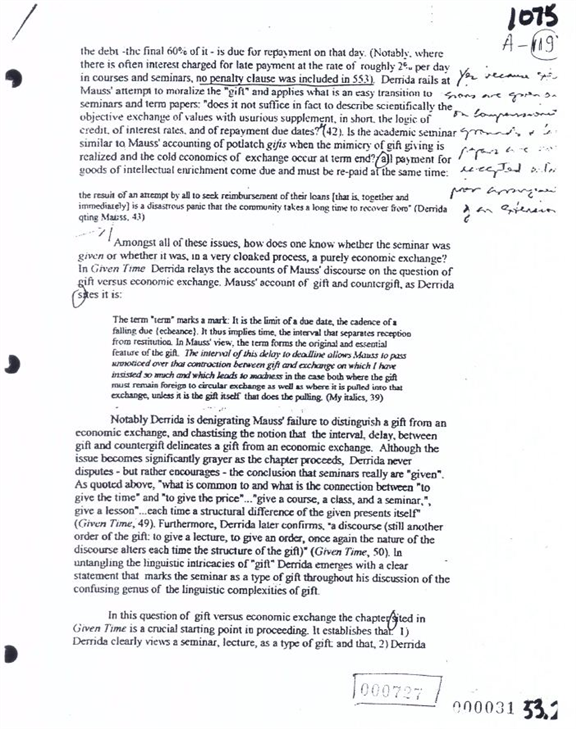 1075
A-119
the debt -the final 60% of it - is due for repayment on that day. (Notably, where
there is often interest charged for late payment at the rate of roughly 2% per day
in courses and seminars, no penalty clause was included in 553). Derrida rails at
Mauss' attempt to moralize the "gift" and applies what is an easy transition to
seminars and term papers: "does it not suffice in fact to describe scientifically the
objective exchange of values with usurious supplement, in short, the logic of
credit, of interest rates, and of repayment due dates?" (42). Is the academic seminar
similar to Mauss' accounting of potlatch gifts when the mimicry of gift giving is
realized and the cold economics of exchange occur at term end? (all payment for
goods of intellectual enrichment come due and must be re-paid at the same time:
the result of an attempt by all to seek reimbursement of their loans [that is, together and
immediately] is a disastrous panic that the community takes a long time to recover from" (Derrida
qting Mauss, 43)
Amongst all of these issues, how does one know whether the seminar was
given or whether it was, in a very cloaked process, a purely economic exchange?
In Given Time Derrida relays the accounts of Mauss' discourse on the question of
gift versus economic exchange. Mauss' account of gift and countergift, as Derrida
sites it is:
The term "term" marks a mark: It is the limit of a due date, the cadence of a
falling due {echeance}. It thus implies time, the interval that separates reception
from restitution. In Mauss' view, the term forms the original and essential
feature of the gift. The interval of this delay to deadline allows Mauss to pass
unnoticed over that contraction between gift and exchange on which I have
insisted so much and which leads to madness in the case both where the gift
must remain foreign to circular exchange as well as where it is pulled into that
exchange, unless it is the gift itself that does the pulling. (My italics, 39)
Notably Derrida is denigrating Mauss' failure to distinguish a gift from an
economic exchange, and chastising the notion that the interval, delay, between
gift and countergift delineates a gift from an economic exchange. Although the
issue becomes significantly grayer as the chapter proceeds, Derrida never
disputes - but rather encourages - the conclusion that seminars really are "given".
As quoted above, "what is common to and what is the connection between "to
give the time" and "to give the price"..."give a course, a class, and a seminar,",
give a lesson"...each time a structural difference of the given presents itself"
(Given Time, 49). Furthermore, Derrida later confirms, "a discourse (still another
order of the gift: to give a lecture, to give an order, once again the nature of the
discourse alters each time the structure of the gift)" (Given Time, 50). In
untangling the linguistic intricacies of "gift" Derrida emerges with a clear
statement that marks the seminar as a type of gift throughout his discussion of the
confusing genus of the linguistic complexities of gift.
In this question of gift versus economic exchange the chapter sited in
Given Time is a crucial starting point in proceeding. It establishes that: 1)
Derrida clearly views a seminar, lecture, as a type of gift: and that, 2) Derrida
000727
000031 53.2